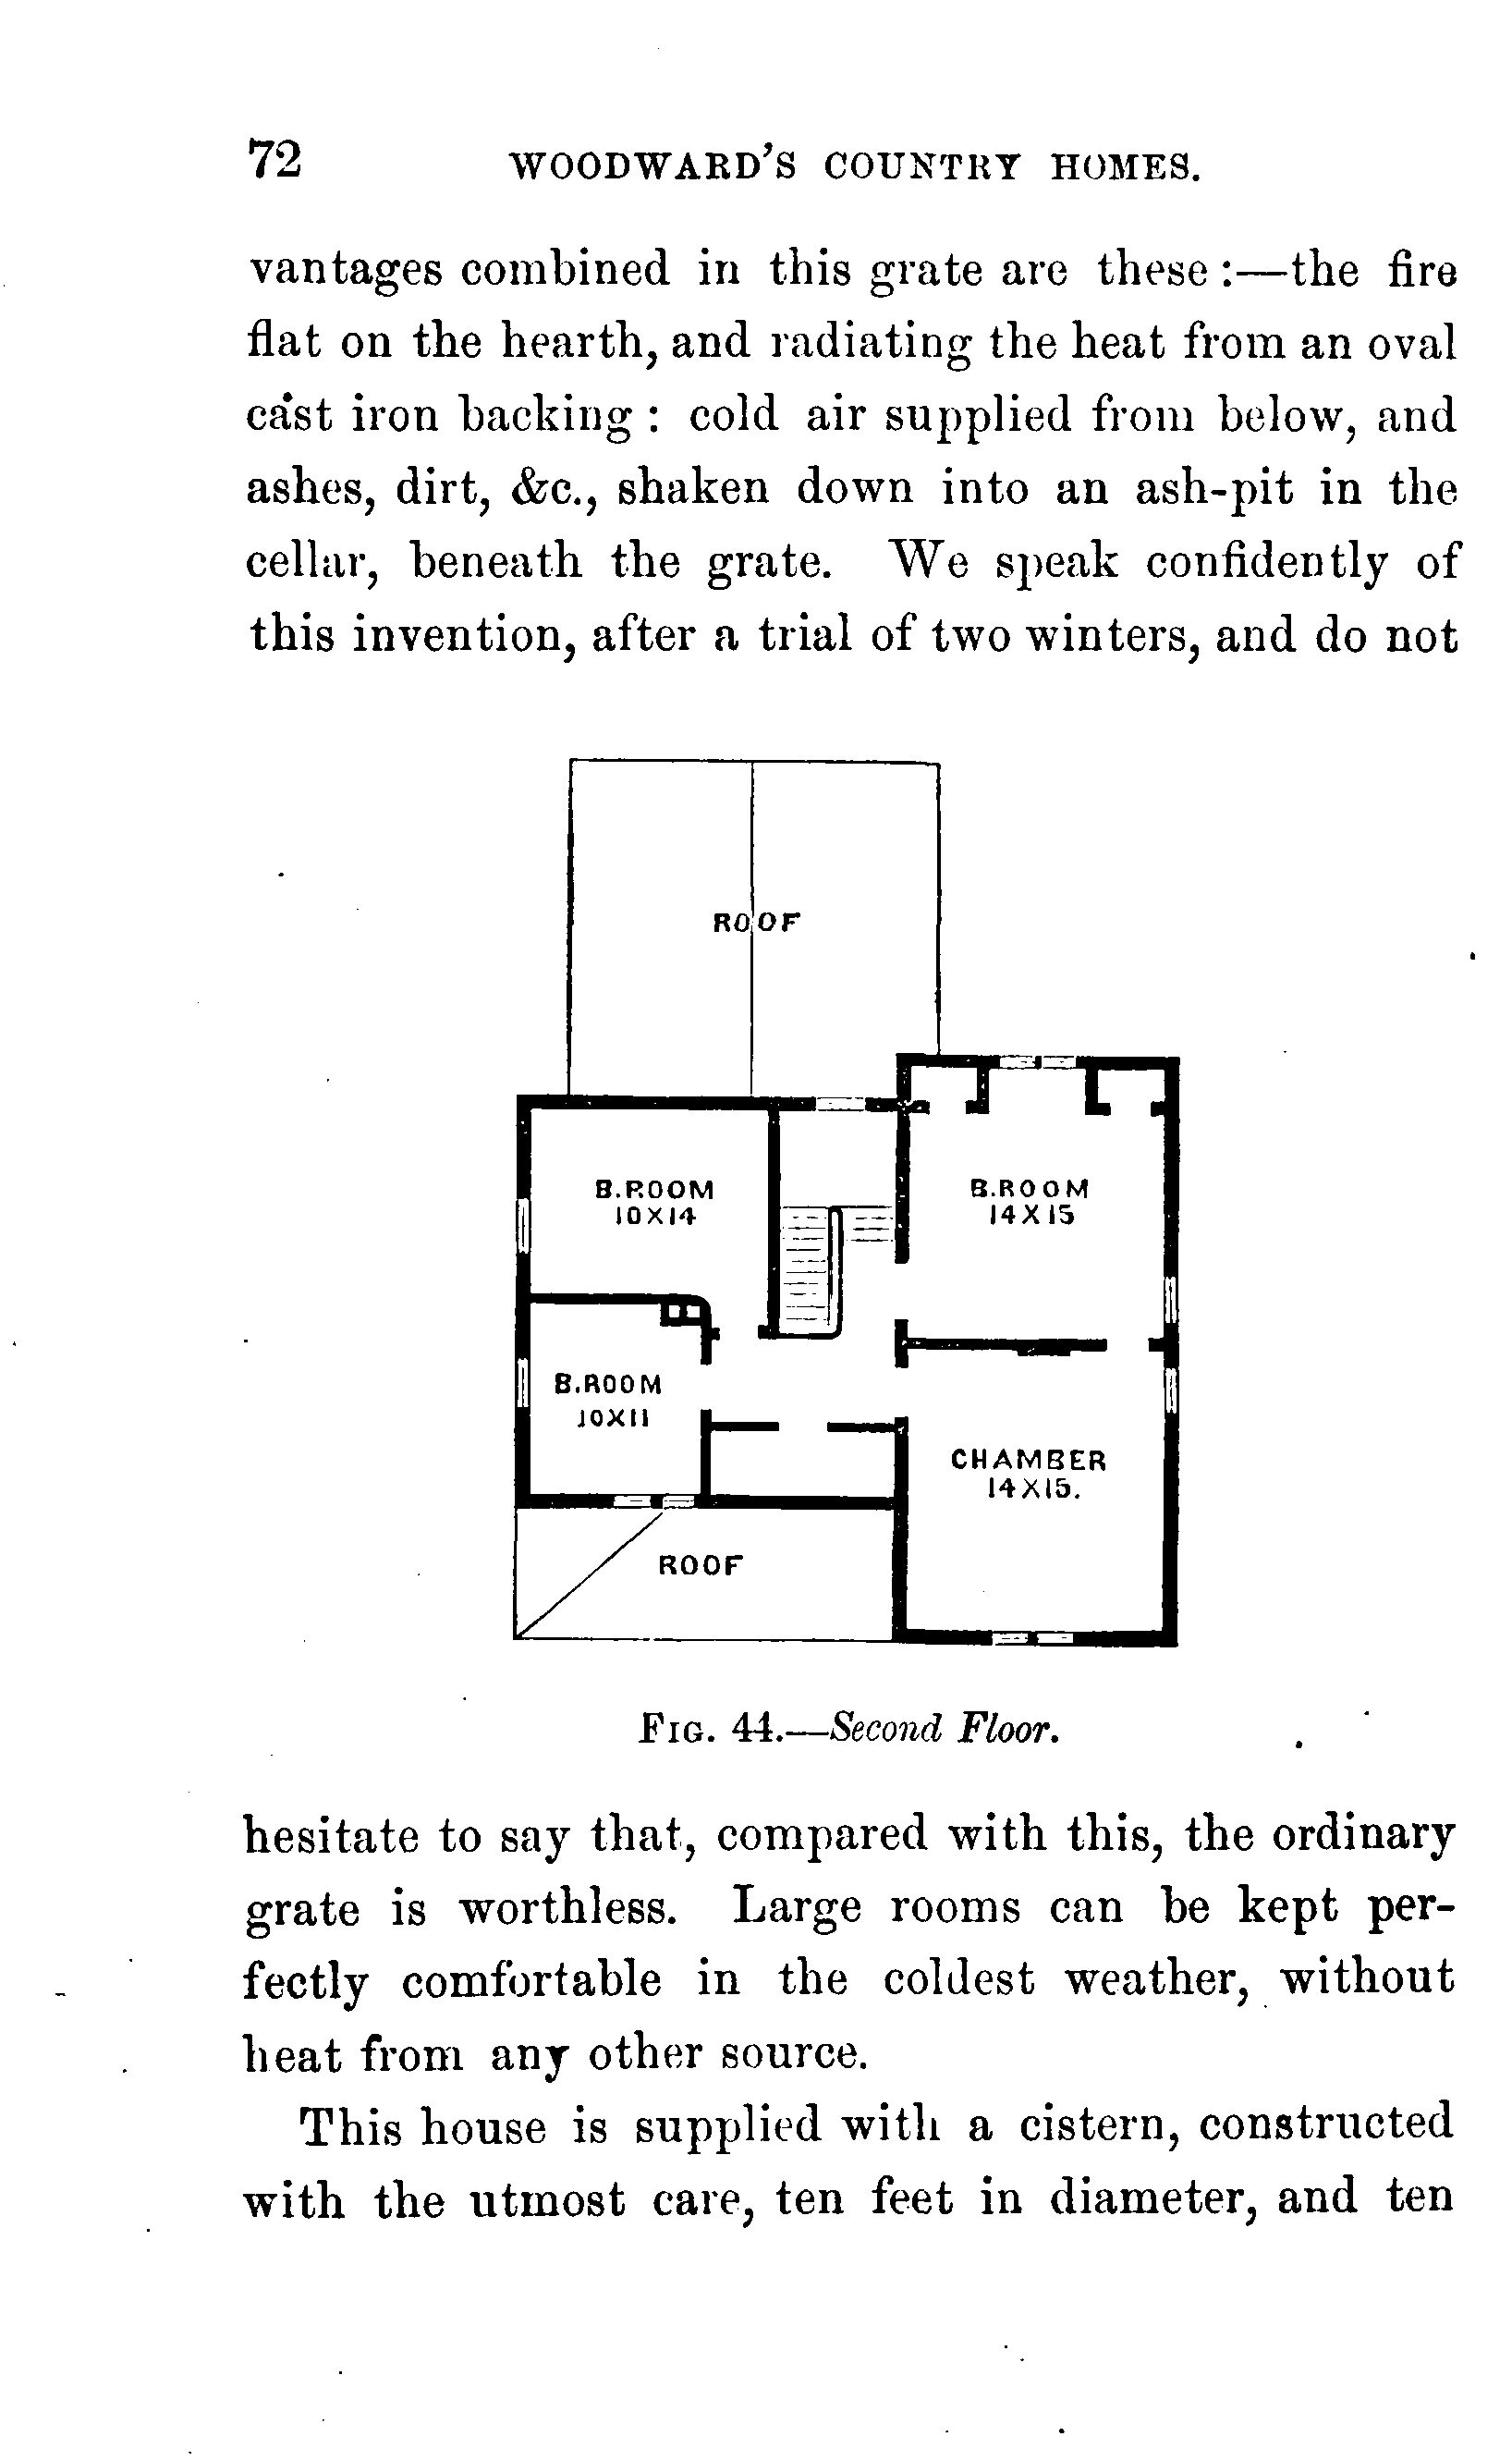 72 WOODWARD'S COUNTRY HOMES.
vantages combined in this grate are these:—the fire
flat on the hearth, and radiating the heat from an oval
cast iron backing: cold air supplied from below, and
ashes, dirt, &c., shaken down into an ash-pit in the
cellar, beneath the grate. We speak confidently of
this invention, after a trial of two winters, and do not
ROOF
B.ROOM
10X14
B.ROOM
14X15
B.ROOM
10X11
CHAMBER
14X15.
ROOF
FIG. 44.—Second Floor.
hesitate to say that, compared with this, the ordinary
grate is worthless. Large rooms can be kept per-
fectly comfortable in the coldest weather, without
heat from any other source.
This house is supplied with a cistern, constructed
with the utmost care, ten feet in diameter, and ten